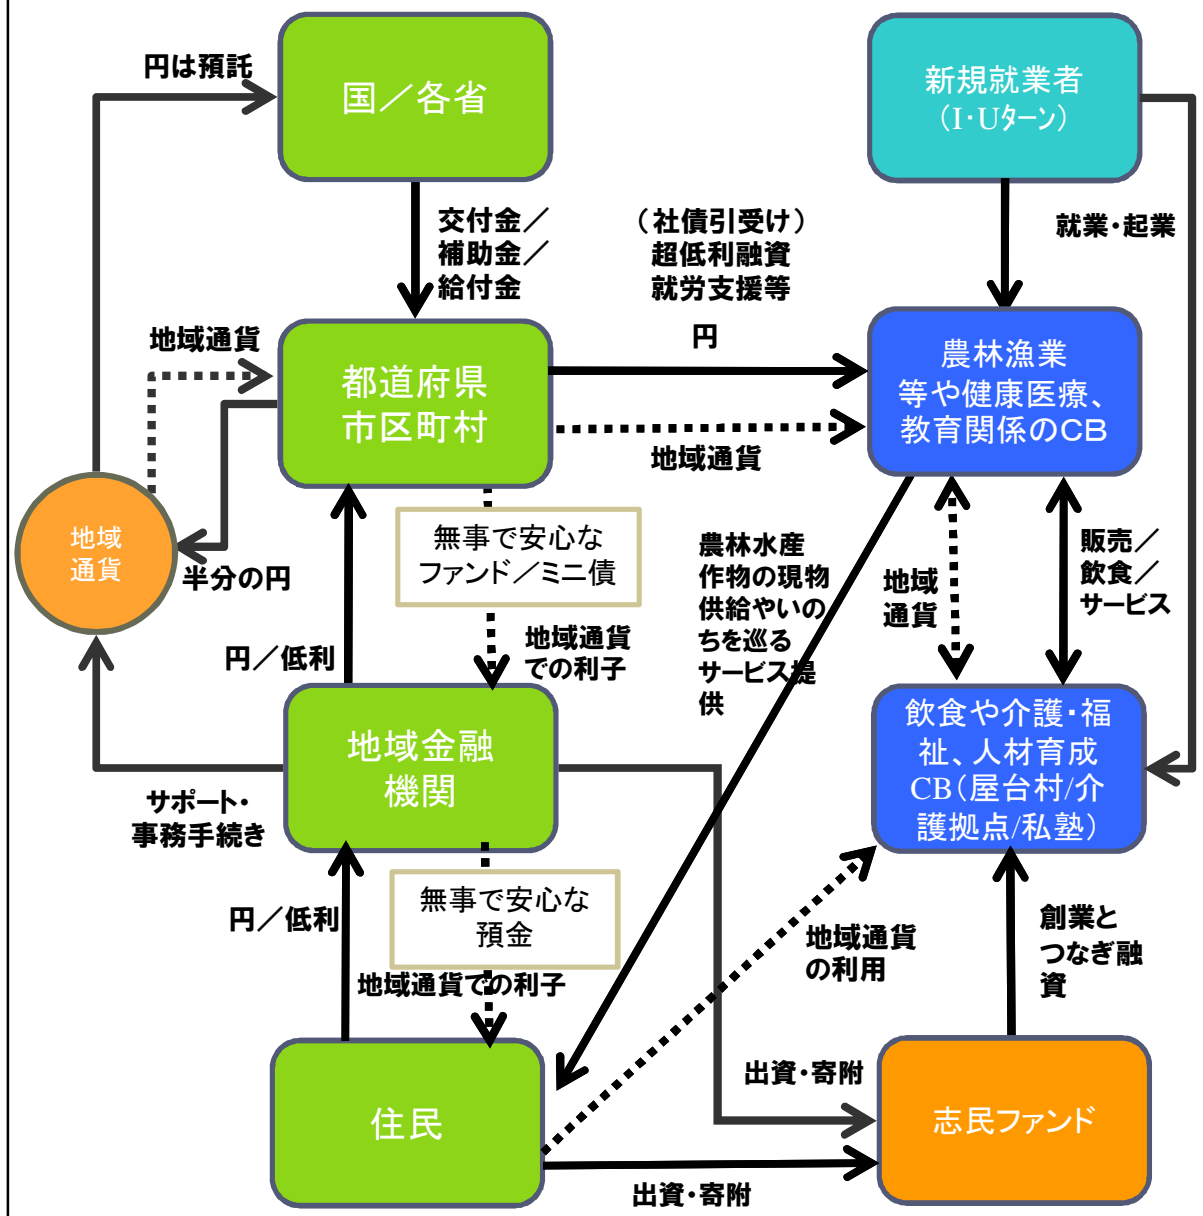 円は預託
国／各省
新規就業者
（I・Uターン）
交付金／
補助金／
給付金
（社債引受け）
超低利融資
就労支援等
円
就業・起業
地域通貨
都道府県
市区町村
農林漁業
等や健康医療、
教育関係のＣＢ
地域通貨
地域
通貨
半分の円
無事で安心な
ファンド／ミニ債
農林水産
作物の現物
供給やいの
ちを巡る
サービス提
供
地域
通貨
販売／
飲食／
サービス
円／低利
地域通貨
での利子
地域金融
機関
飲食や介護・福
祉、人材育成
CB（屋台村/介
護拠点/私塾）
サポート・
事務手続き
円／低利
無事で安心な
預金
地域通貨での利子
地域通貨
の利用
創業と
つなぎ融
資
住民
出資・寄附
志民ファンド
出資・寄附